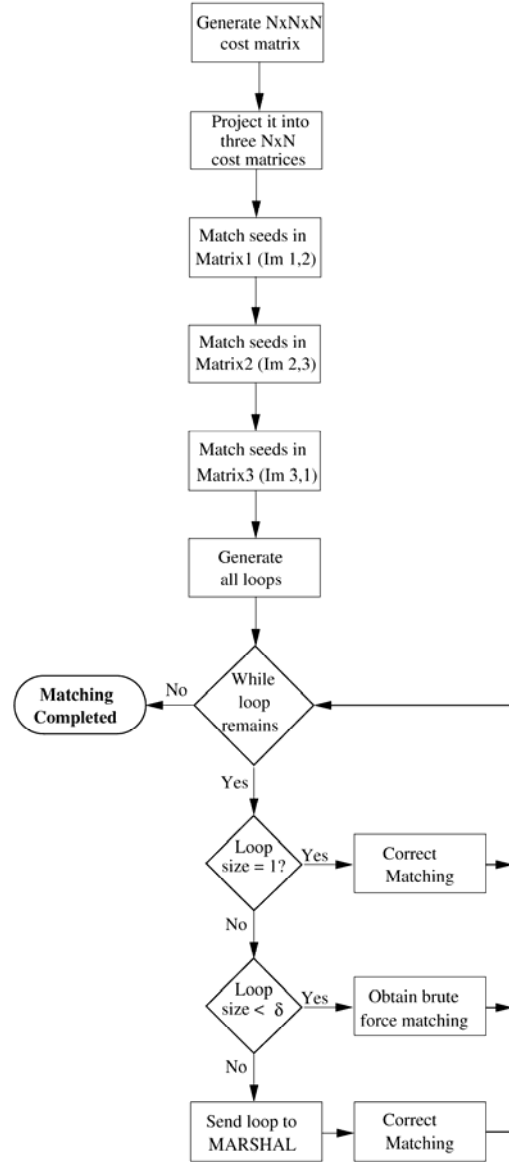 Generate NxNxN
cost matrix
Project it into
three NxN
cost matrices
Match seeds in
Matrix1 (Im 1,2)
Match seeds in
Matrix2 (Im 2,3)
Match seeds in
Matrix3 (Im 3,1)
Generate
all loops
While
loop
remains
No
Matching
Completed
Yes
Loop
size = 1?
Yes
Correct
Matching
No
Loop
size < δ
Yes
Obtain brute
force matching
No
Send loop to
MARSHAL
Correct
Matching